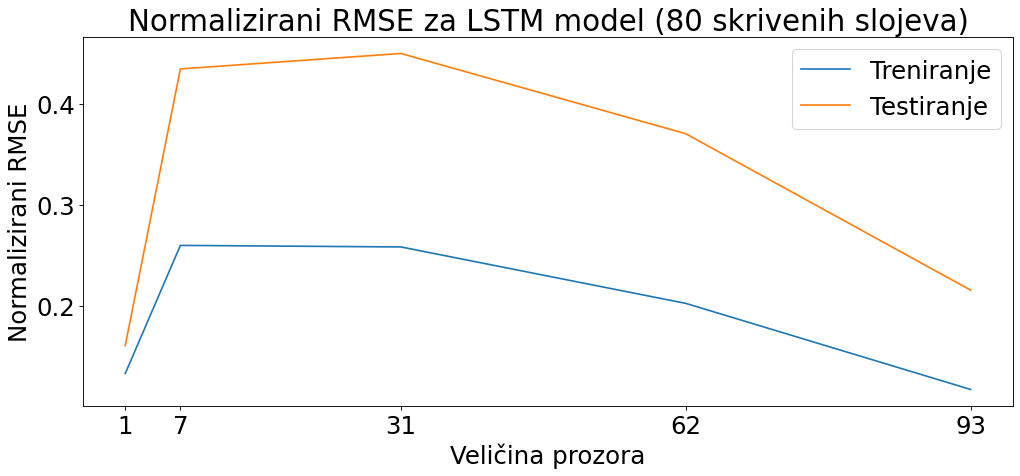 Normalizirani RMSE za LSTM model (80 skrivenih slojeva)
Treniranje
Testiranje
Normalizirani RMSE
0.4
0.3
0.2
1 7 31 62 93
Veličina prozora